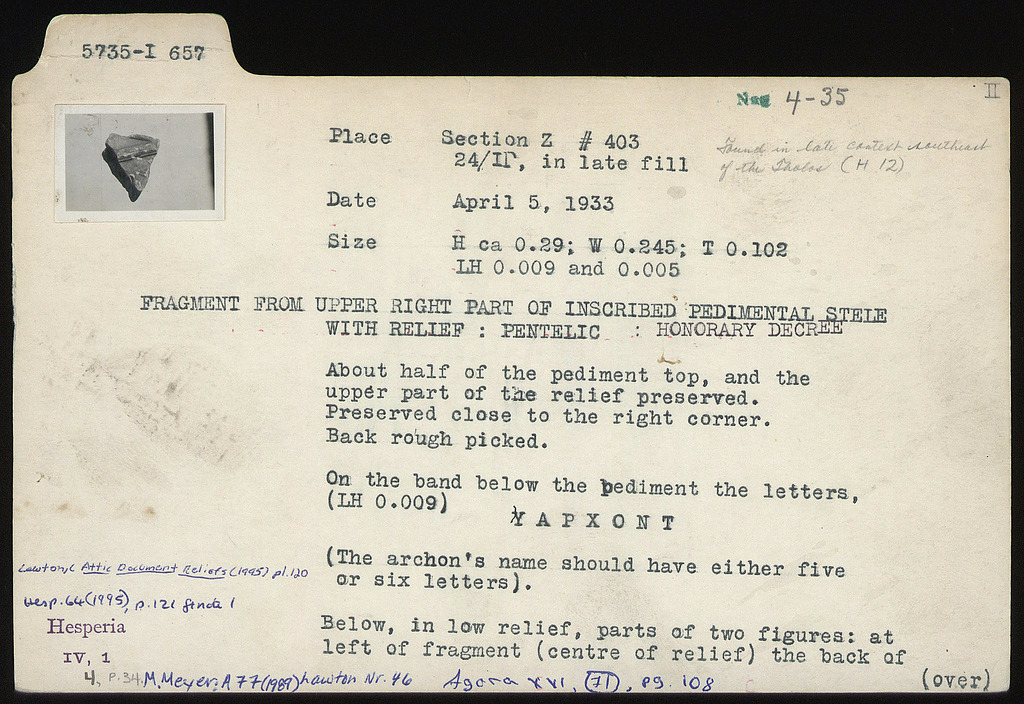 5735-I 657
Neg 4-35
II
Place Section Z # 403
24/ΙΓ, in late fill
Found in late context southeast
of the Tholos (H 12)
Date April 5, 1933
Size H ca 0.29; W 0.245; T 0.102
LH 0.009 and 0.005
FRAGMENT FROM UPPER RIGHT PART OF INSCRIBED PEDIMENTAL STELE
WITH RELIEF : PENTELIC : HONORARY DECREE
About half of the pediment top, and the
upper part of the relief preserved.
Preserved close to the right corner.
Back rough picked.
On the band below the pediment the letters,
(LH 0.009)
Y A P X O N T
(The archon's name should have either five
or six letters).
Below, in low relief, parts of two figures: at
left of fragment (centre of relief) the back of
(over)
Lawton, C Attic Document Reliefs (1995) pl.120
Hesp. 64 (1995), p. 121 ftnote 1
Hesperia
IV, 1
4, P.34. M. Meyer, A 77 (1989) Lawton Nr. 46 Agora XVI, (71), pg. 108